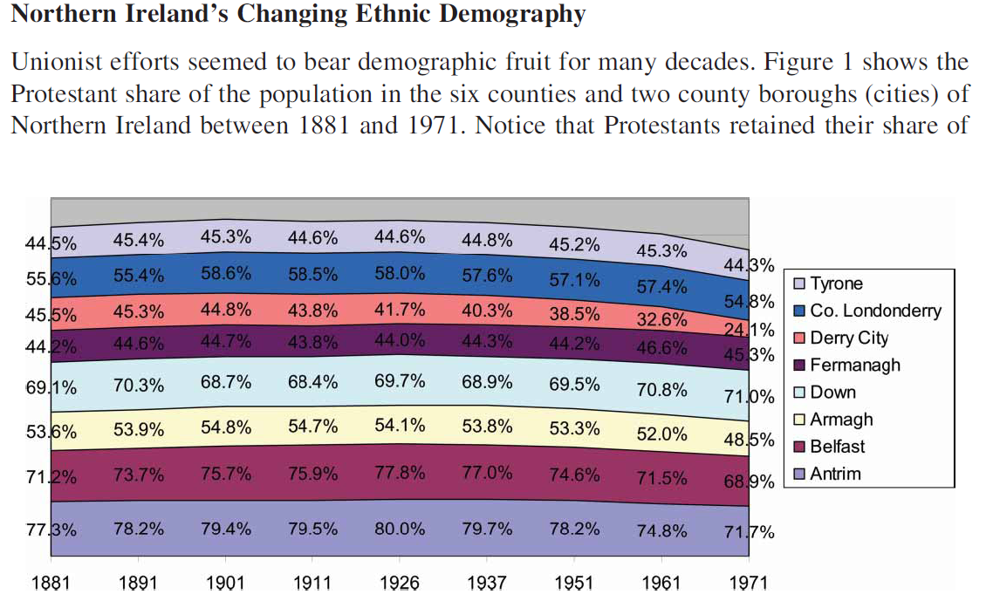 Northern Ireland’s Changing Ethnic Demography
Unionist efforts seemed to bear demographic fruit for many decades. Figure 1 shows the
Protestant share of the population in the six counties and two county boroughs (cities) of
Northern Ireland between 1881 and 1971. Notice that Protestants retained their share of
44.5% 45.4% 45.3% 44.6% 44.6% 44.8% 45.2% 45.3% 44.3%
55.6% 55.4% 58.6% 58.5% 58.0% 57.6% 57.1% 57.4% 54.8%
45.5% 45.3% 44.8% 43.8% 41.7% 40.3% 38.5% 32.6% 24.1%
44.2% 44.6% 44.7% 43.8% 44.0% 44.3% 44.2% 46.6% 45.3%
69.1% 70.3% 68.7% 68.4% 69.7% 68.9% 69.5% 70.8% 71.0%
53.6% 53.9% 54.8% 54.7% 54.1% 53.8% 53.3% 52.0% 48.5%
71.2% 73.7% 75.7% 75.9% 77.8% 77.0% 74.6% 71.5% 68.9%
77.3% 78.2% 79.4% 79.5% 80.0% 79.7% 78.2% 74.8% 71.7%
1881 1891 1901 1911 1926 1937 1951 1961 1971
Tyrone
Co. Londonderry
Derry City
Fermanagh
Down
Armagh
Belfast
Antrim